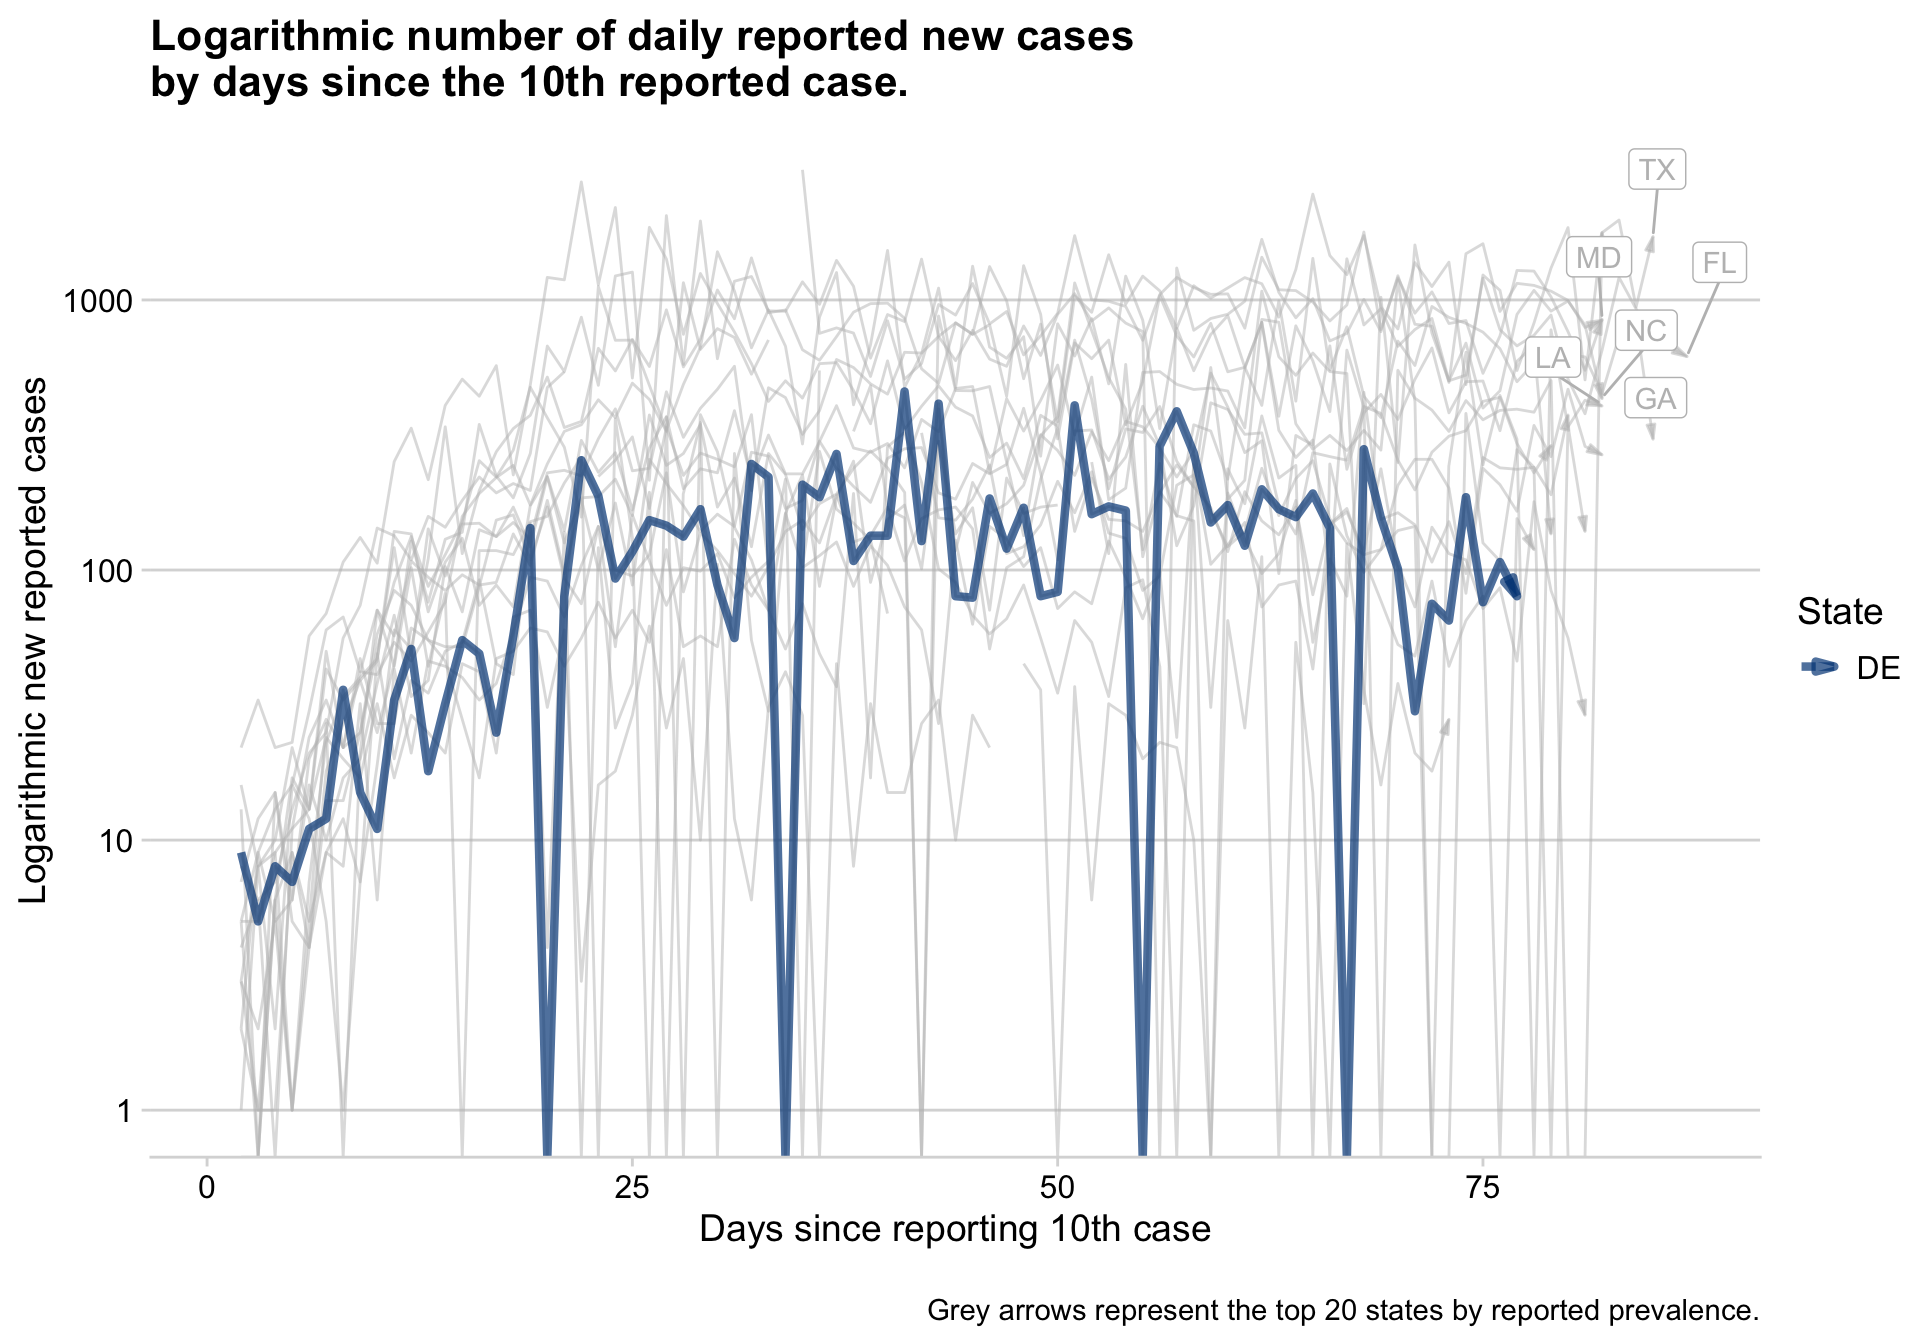 Logarithmic number of daily reported new cases
by days since the 10th reported case.
TX
MD
FL
1000
NC
LA
GA
Logarithmic new reported cases
100
State
DE
10
1
0
25
50
75
Days since reporting 10th case
Grey arrows represent the top 20 states by reported prevalence.